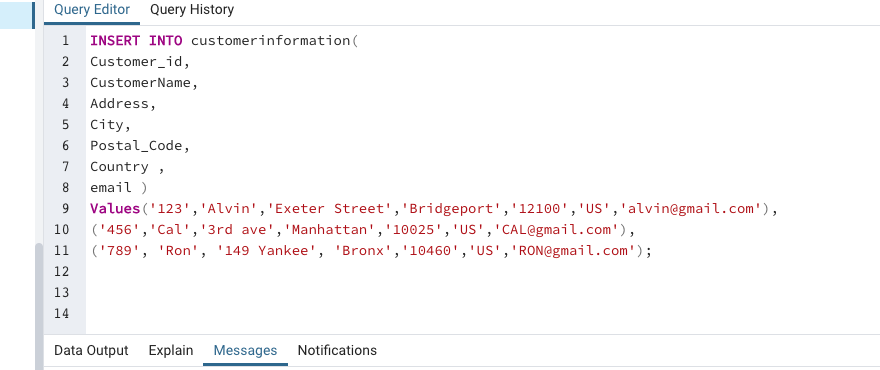 Query Editor Query History
1 INSERT INTO customerinformation(
2 Customer_id,
3 CustomerName,
4 Address,
5 City,
6 Postal_Code,
7 Country ,
8 email )
9 Values('123','Alvin','Exeter Street','Bridgeport','12100','US','alvin@gmail.com'),
10 ('456','Cal','3rd ave','Manhattan','10025','US','CAL@gmail.com'),
11 ('789', 'Ron', '149 Yankee', 'Bronx','10460','US','RON@gmail.com');
12
13
14
Data Output Explain Messages Notifications